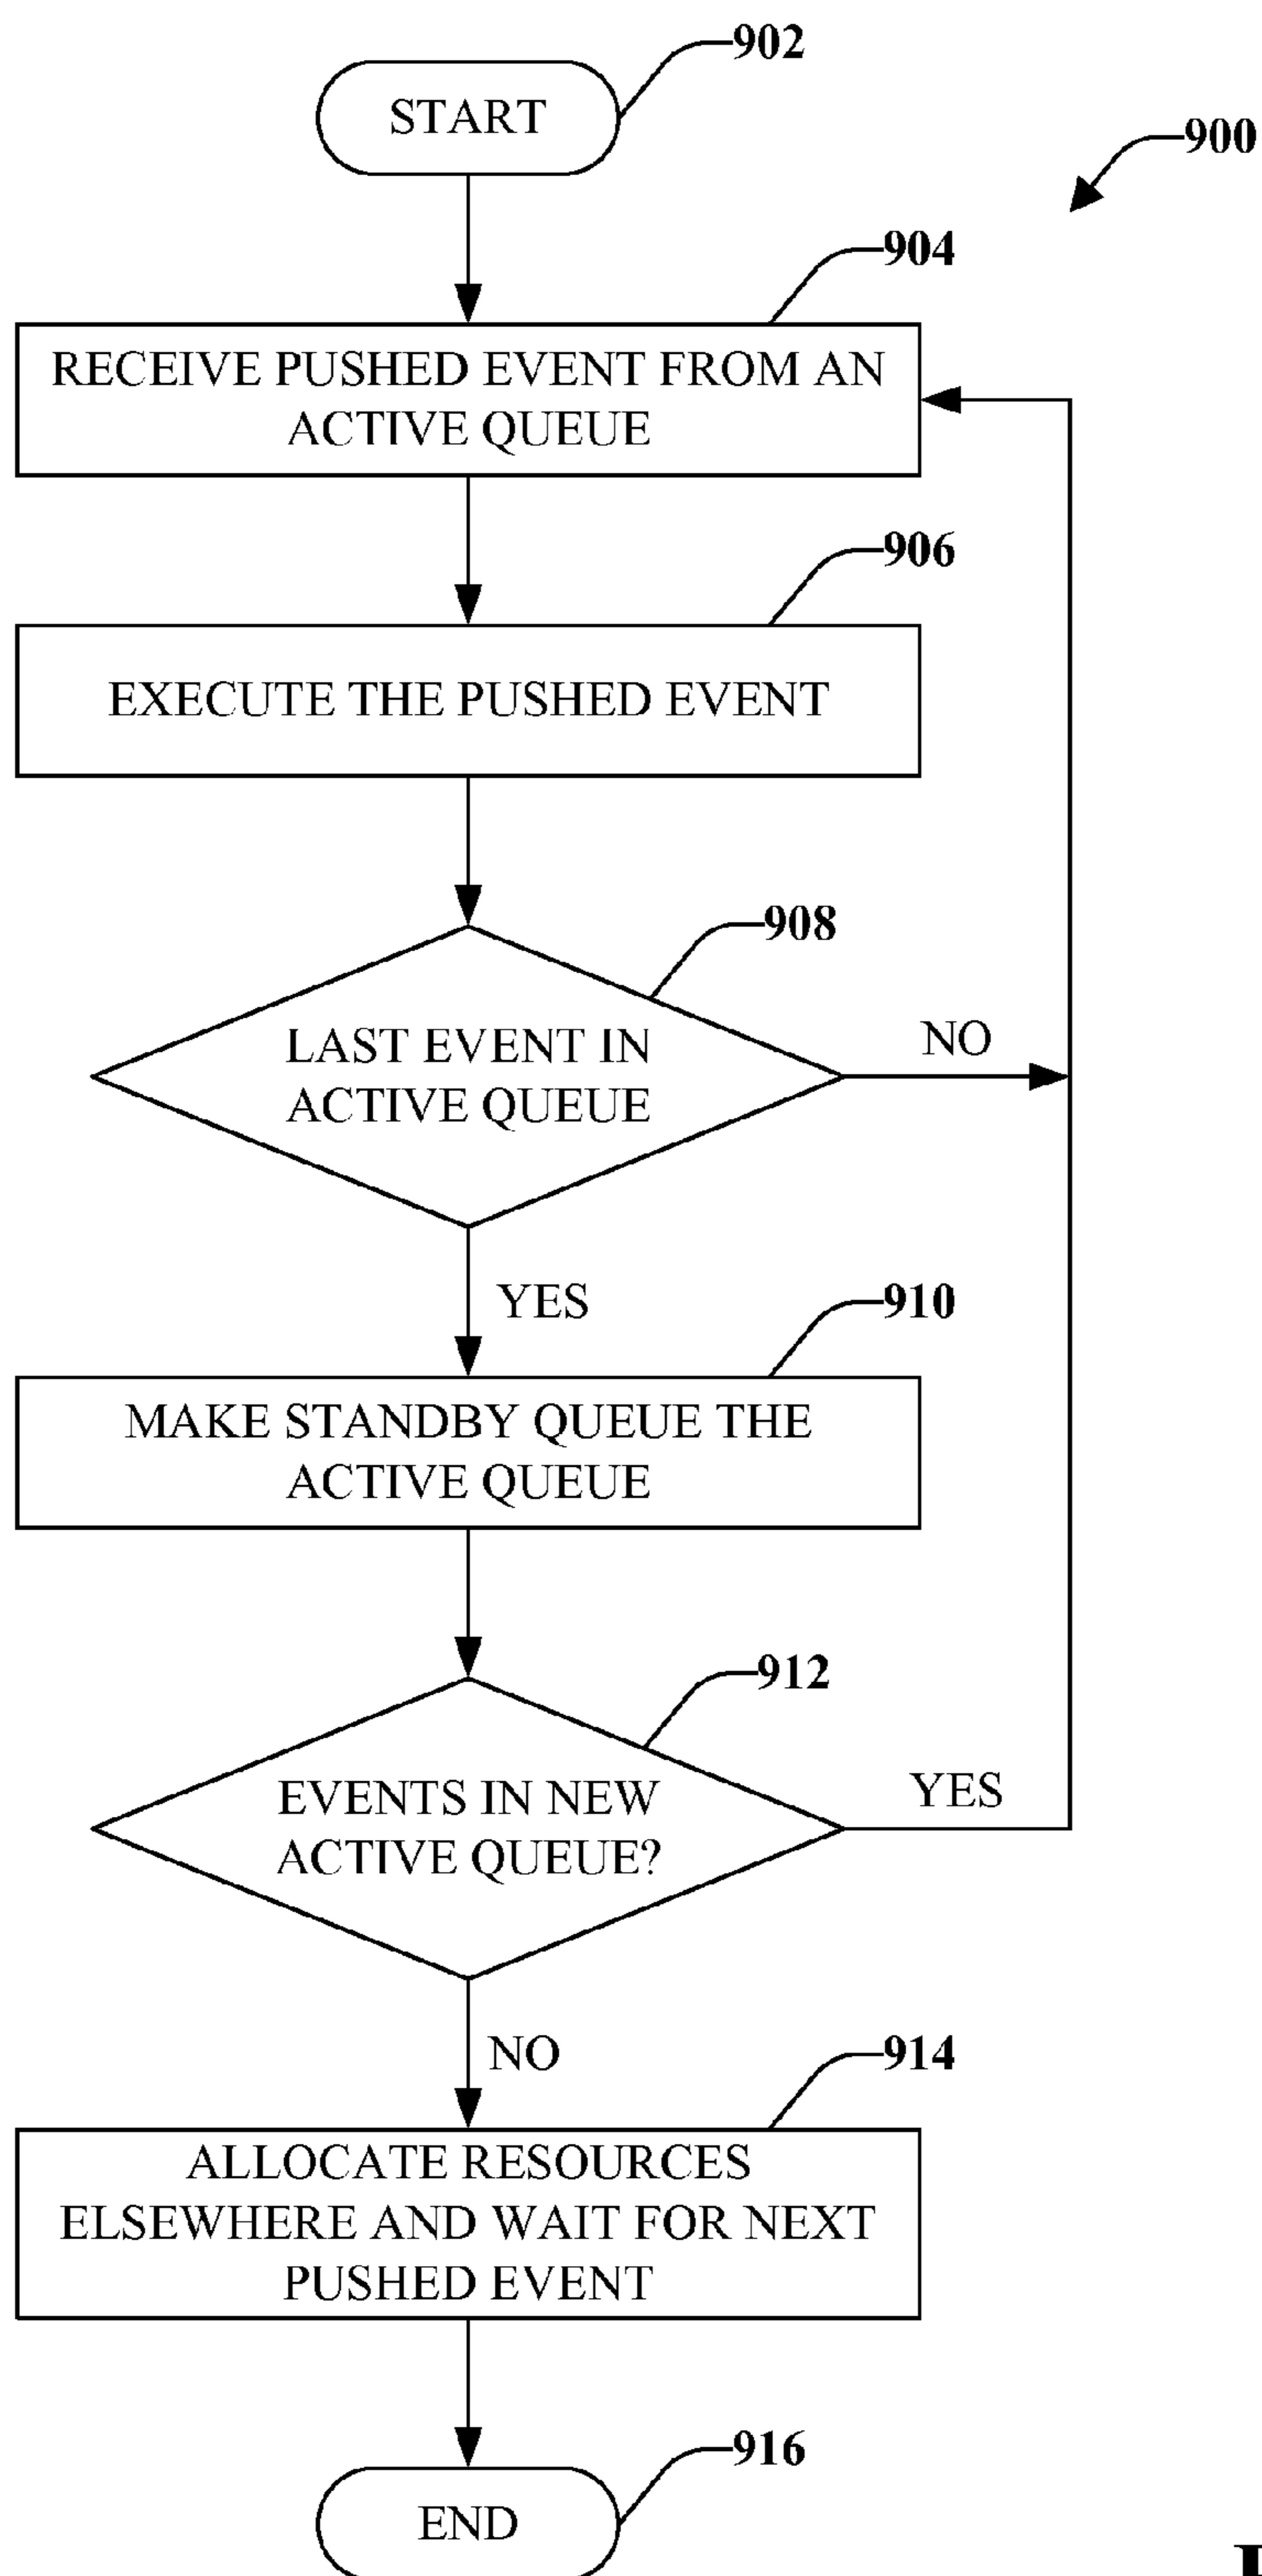 902
START
900
904
RECEIVE PUSHED EVENT FROM AN
ACTIVE QUEUE
906
EXECUTE THE PUSHED EVENT
908
LAST EVENT IN
ACTIVE QUEUE
NO
YES
910
MAKE STANDBY QUEUE THE
ACTIVE QUEUE
912
EVENTS IN NEW
ACTIVE QUEUE?
YES
NO
914
ALLOCATE RESOURCES
ELSEWHERE AND WAIT FOR NEXT
PUSHED EVENT
916
END